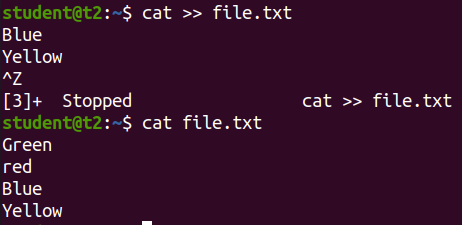 student@t2:~$ cat >> file.txt
Blue
Yellow
^Z
[3]+  Stopped                 cat >> file.txt
student@t2:~$ cat file.txt
Green
red
Blue
Yellow